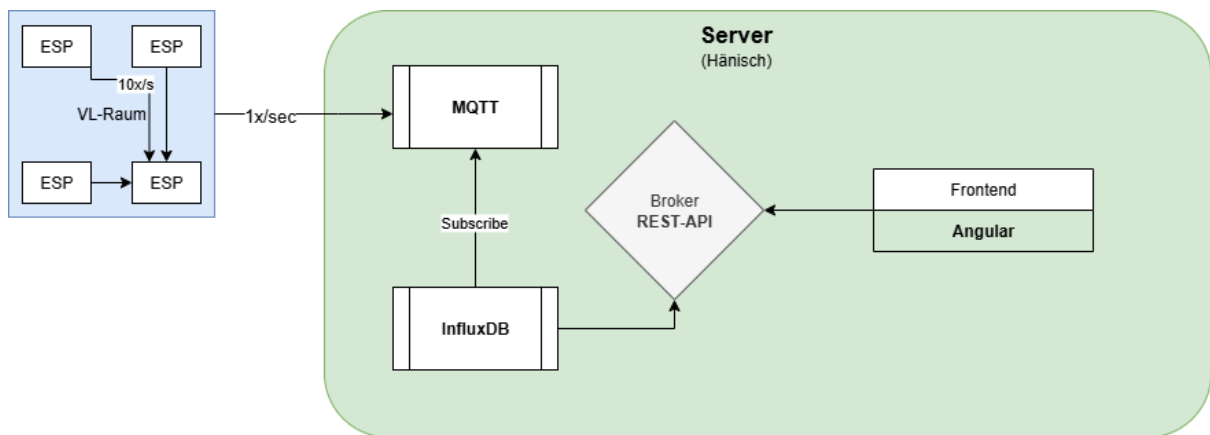 ESP
ESP
10x/s
VL-Raum
ESP
ESP
1x/sec
Server
(Hänisch)
MQTT
Subscribe
InfluxDB
Broker
REST-API
Frontend
Angular